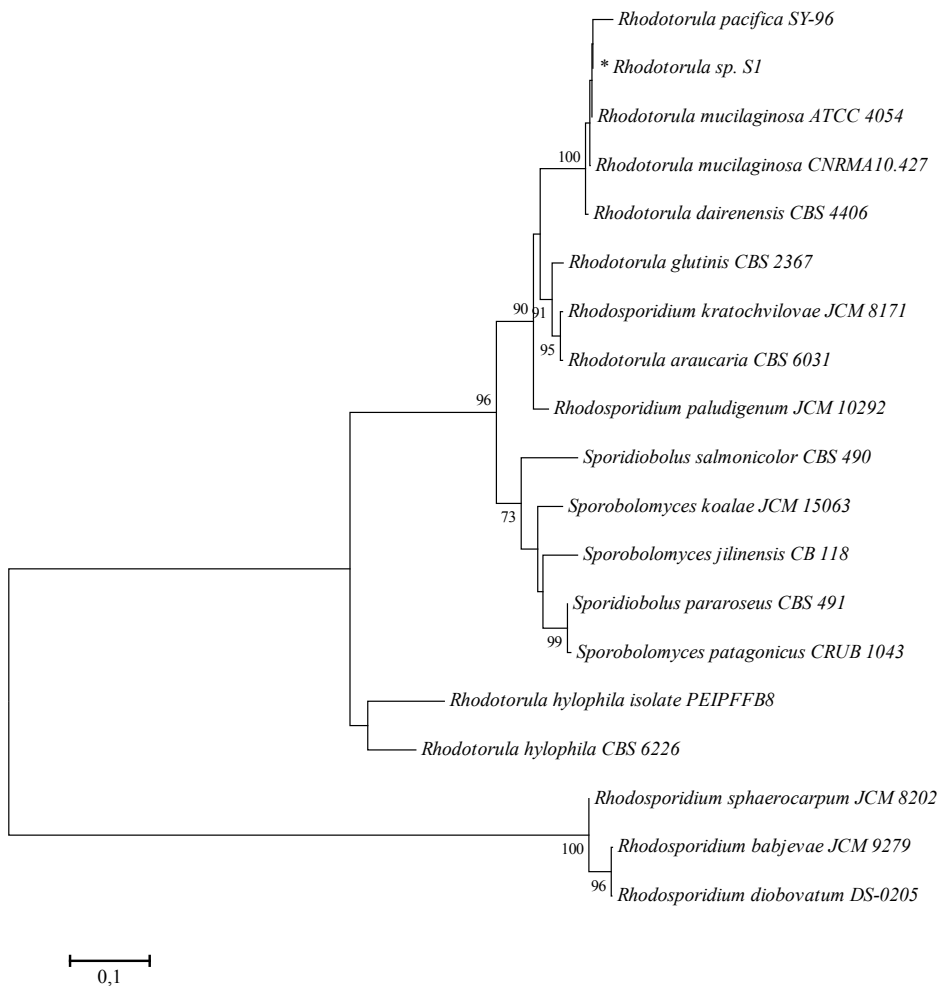 Rhodotorula pacifica SY-96
* Rhodotorula sp. S1
Rhodotorula mucilaginosa ATCC 4054
100
Rhodotorula mucilaginosa CNRMA10.427
Rhodotorula dairenensis CBS 4406
Rhodotorula glutinis CBS 2367
90
91
Rhodosporidium kratochvilovae JCM 8171
95
Rhodotorula araucaria CBS 6031
96
Rhodosporidium paludigenum JCM 10292
Sporidiobolus salmonicolor CBS 490
Sporobolomyces koalae JCM 15063
73
Sporobolomyces jilinensis CB 118
Sporidiobolus pararoseus CBS 491
99
Sporobolomyces patagonicus CRUB 1043
Rhodotorula hylophila isolate PEIPFFB8
Rhodotorula hylophila CBS 6226
Rhodosporidium sphaerocarpum JCM 8202
100
Rhodosporidium babjevae JCM 9279
96
Rhodosporidium diobovatum DS-0205
0,1